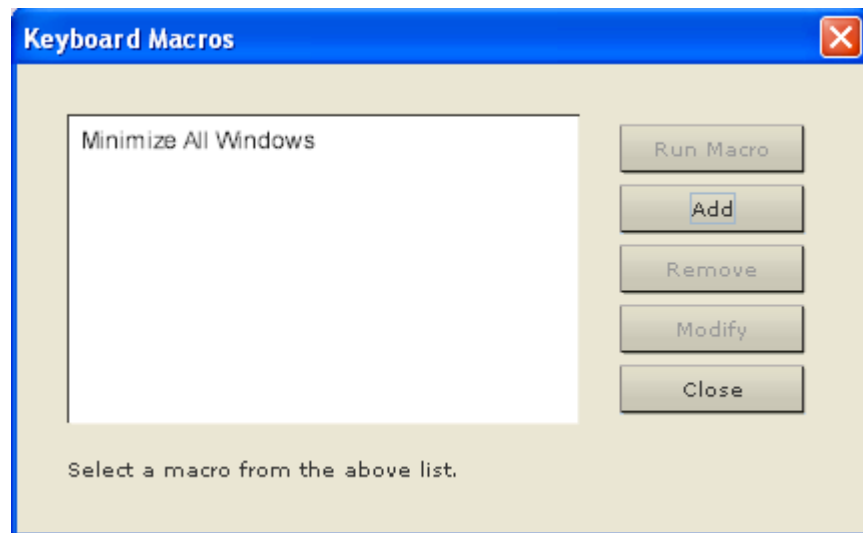 Keyboard Macros
Minimize All Windows
Run Macro
Add
Remove
Modify
Close
Select a macro from the above list.